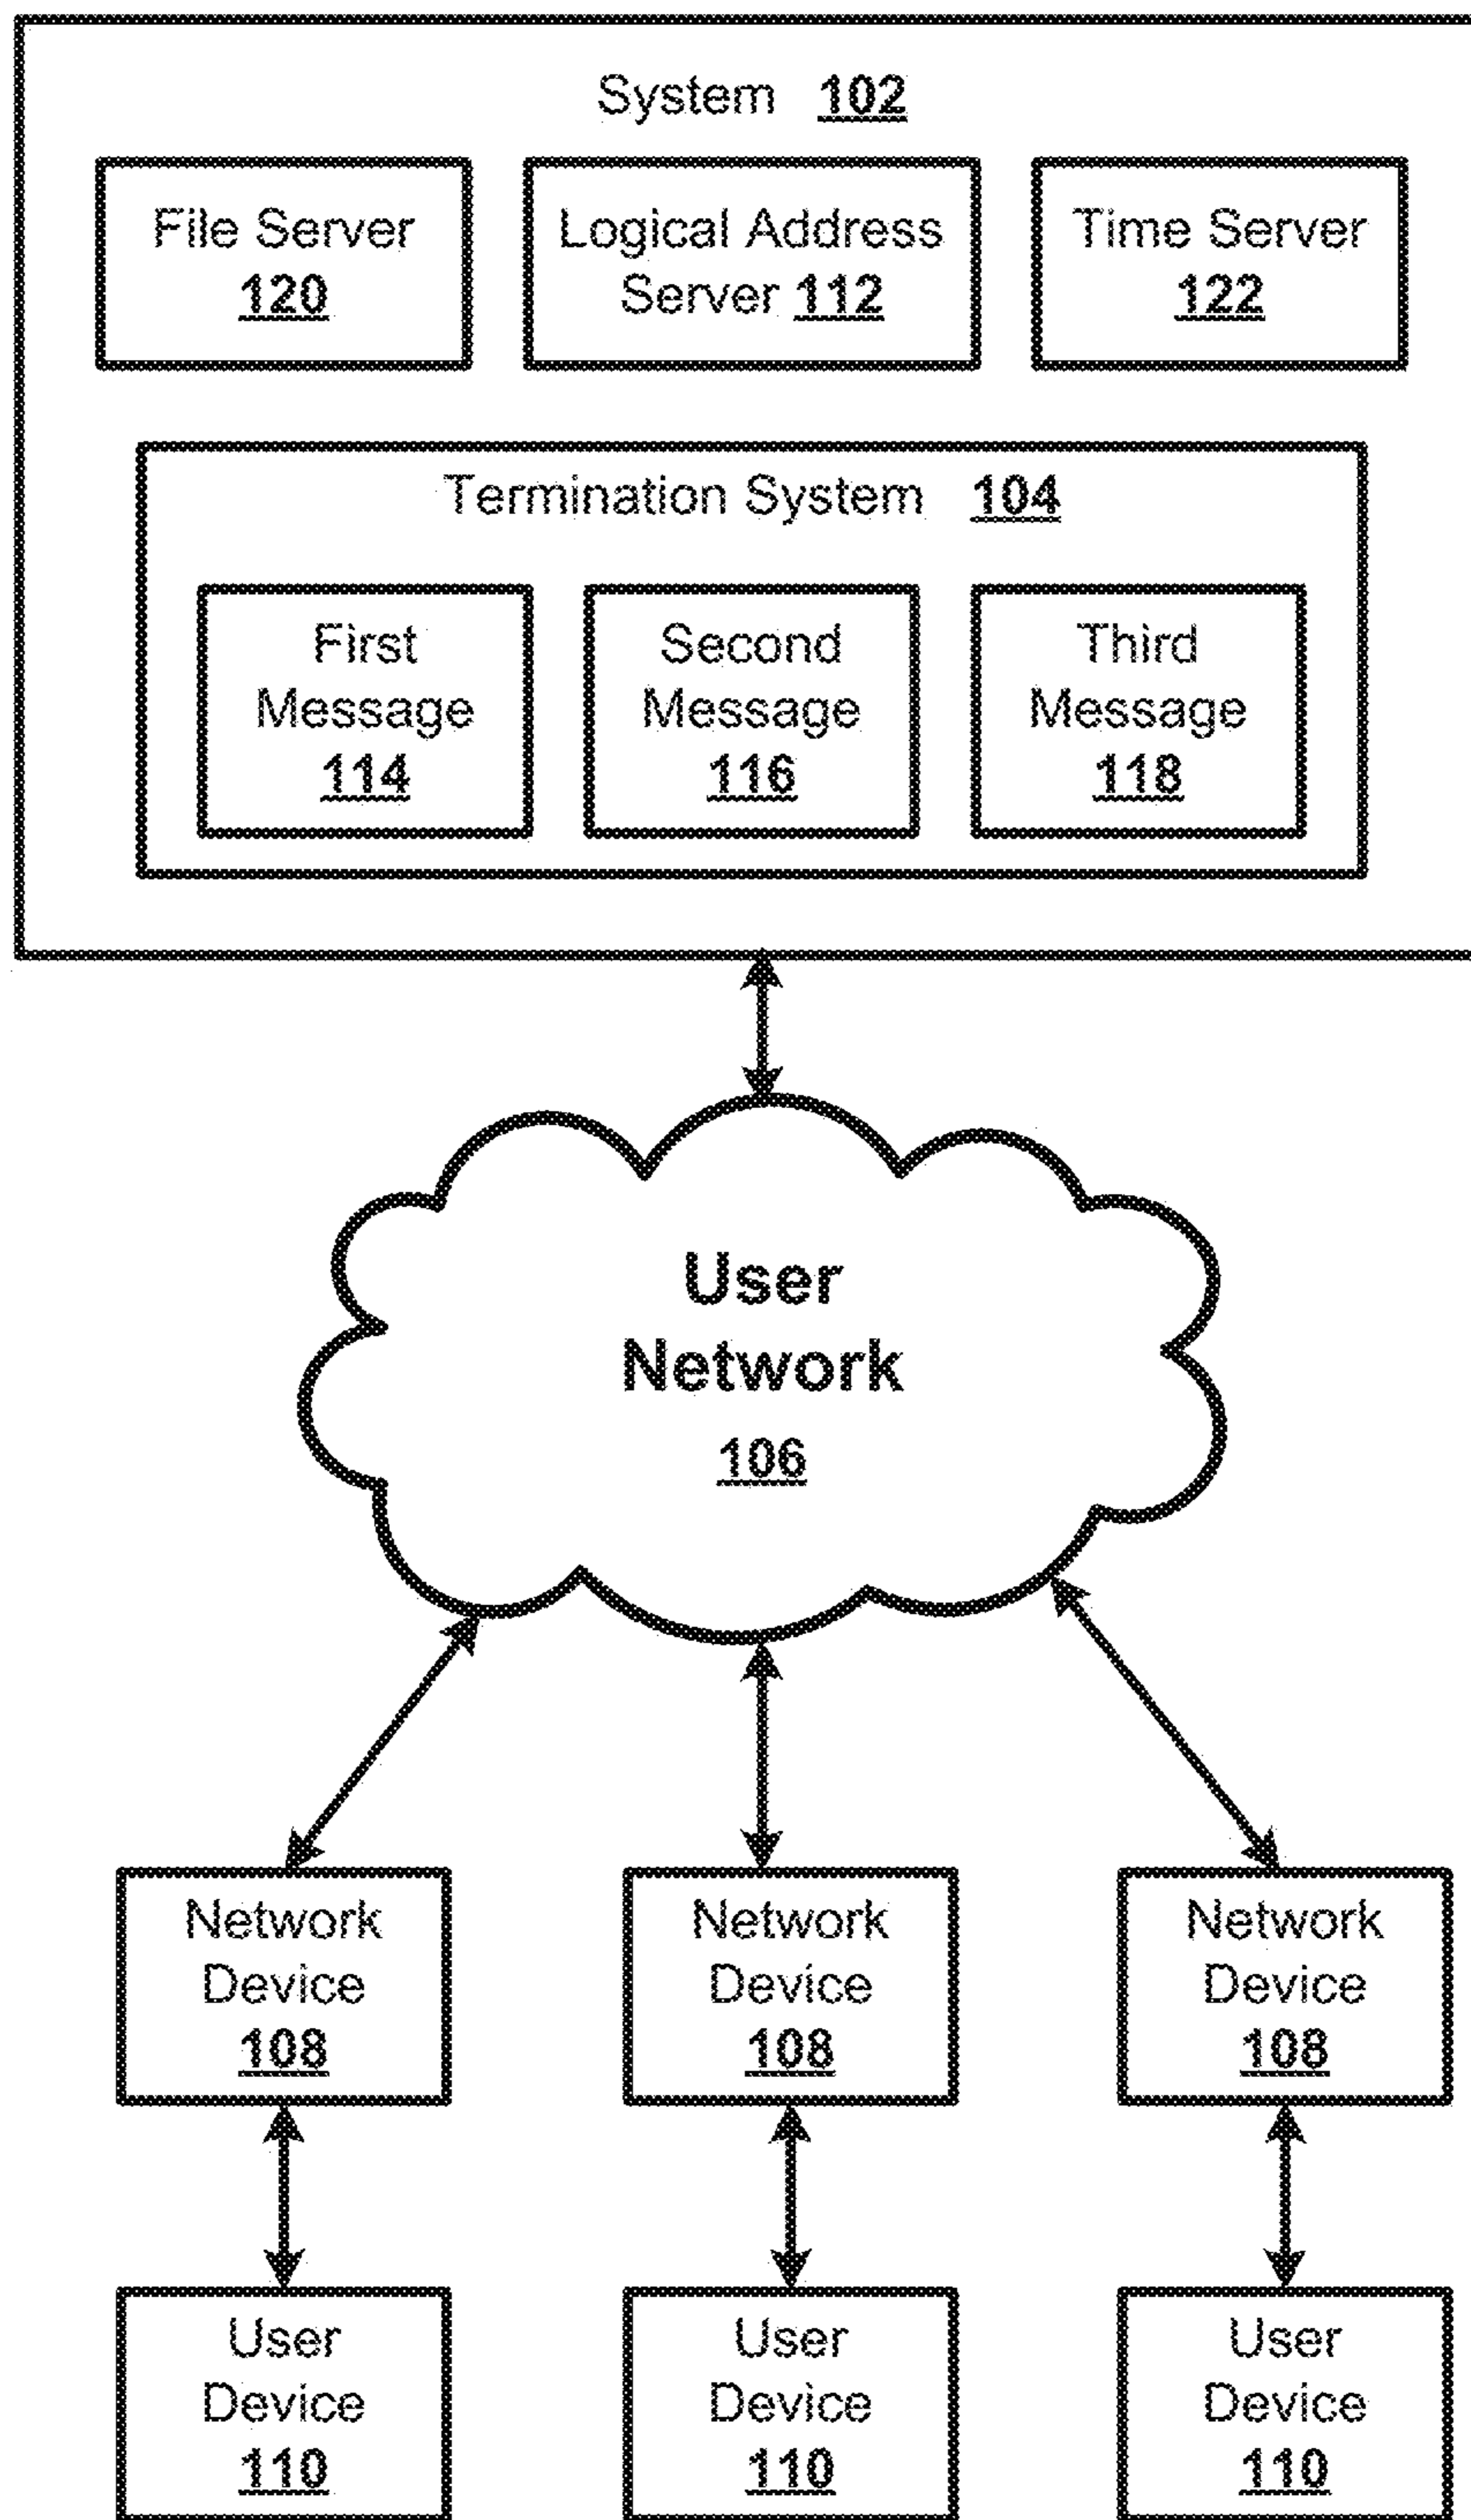 System 102
File Server
120
Logical Address
Server 112
Time Server
122
Termination System 104
First
Message
114
Second
Message
116
Third
Message
118
User
Network
106
Network
Device
108
Network
Device
108
Network
Device
108
User
Device
110
User
Device
110
User
Device
110